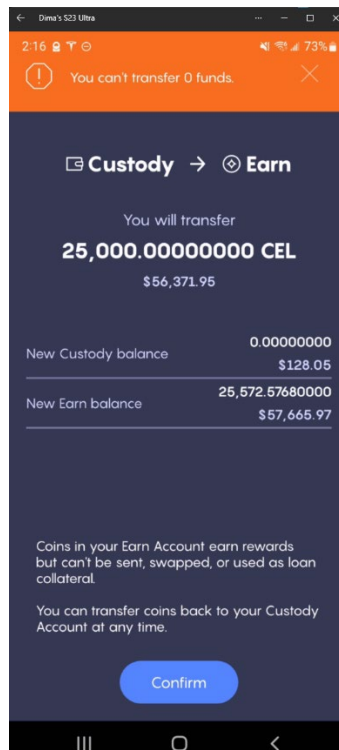 Dima's S23 Ultra
2:16
73%
You can't transfer 0 funds.
Custody → Earn
You will transfer
25,000.00000000 CEL
$56,371.95
0.00000000
New Custody balance
$128.05
25,572.57680000
New Earn balance
$57,665.97
Coins in your Earn Account earn rewards
but can't be sent, swapped, or used as loan
collateral.
You can transfer coins back to your Custody
Account at any time.
Confirm